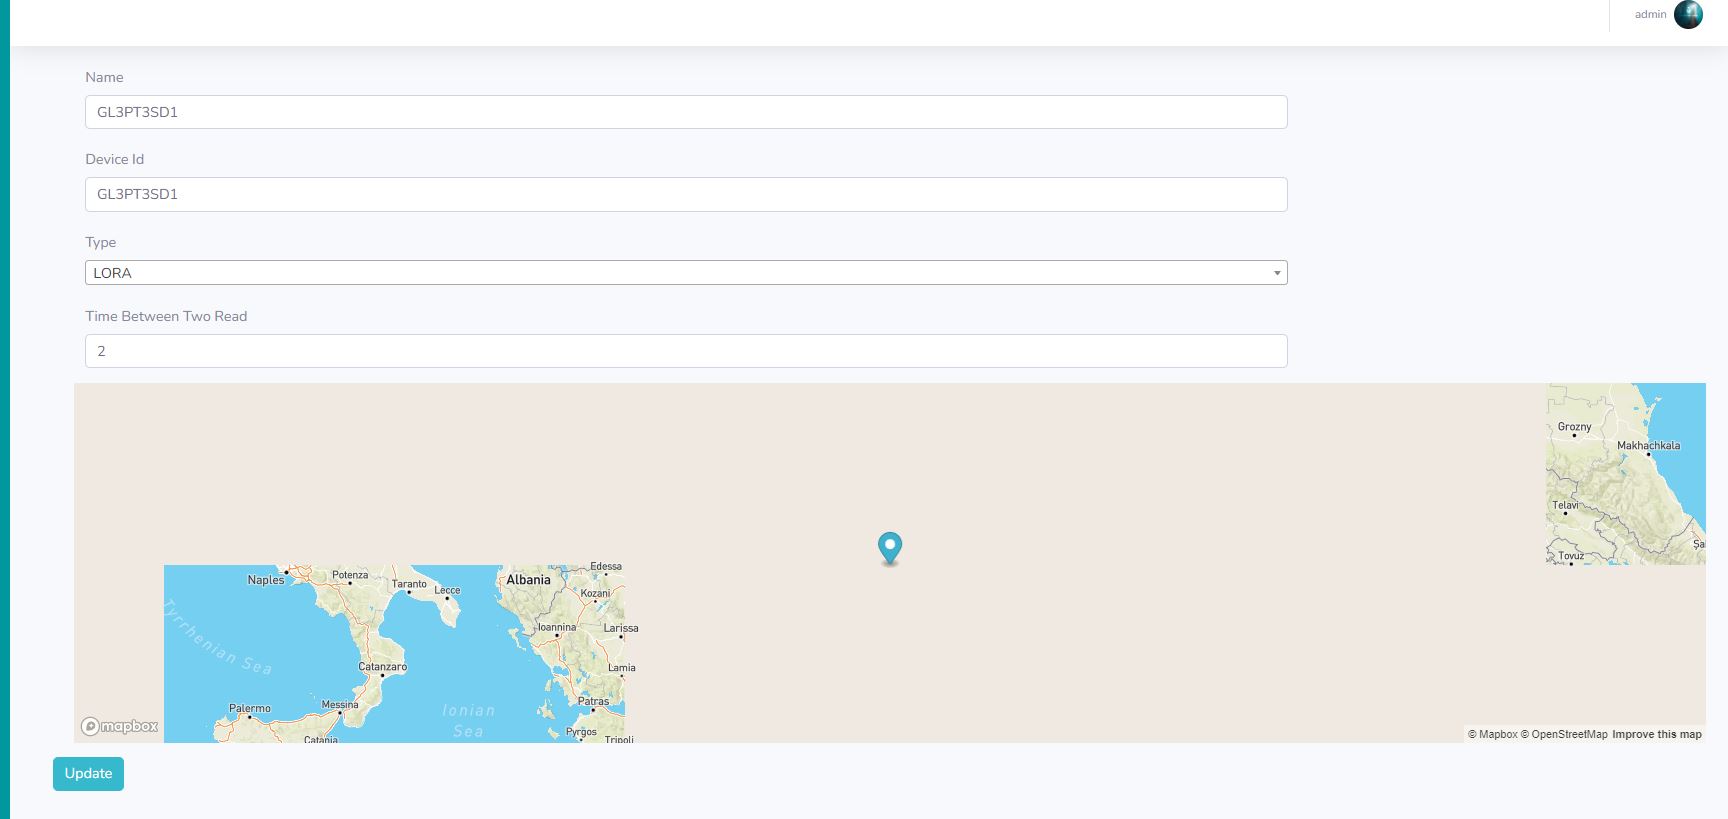 admin
Name
GL3PT3SD1
Device Id
GL3PT3SD1
Type
LORA
Time Between Two Read
2
Grozny
Makhachkala
Telavi
Tovuz
Naples
Potenza
Taranto
Lecce
Albania
Edessa
Kozani
Ioannina
Larissa
Tyrrhenian Sea
Catanzaro
Lamia
Palermo
Messina
Ionian
Sea
Patras
Catania
Pyrgos
Tripoli
mapbox
© Mapbox © OpenStreetMap Improve this map
Update